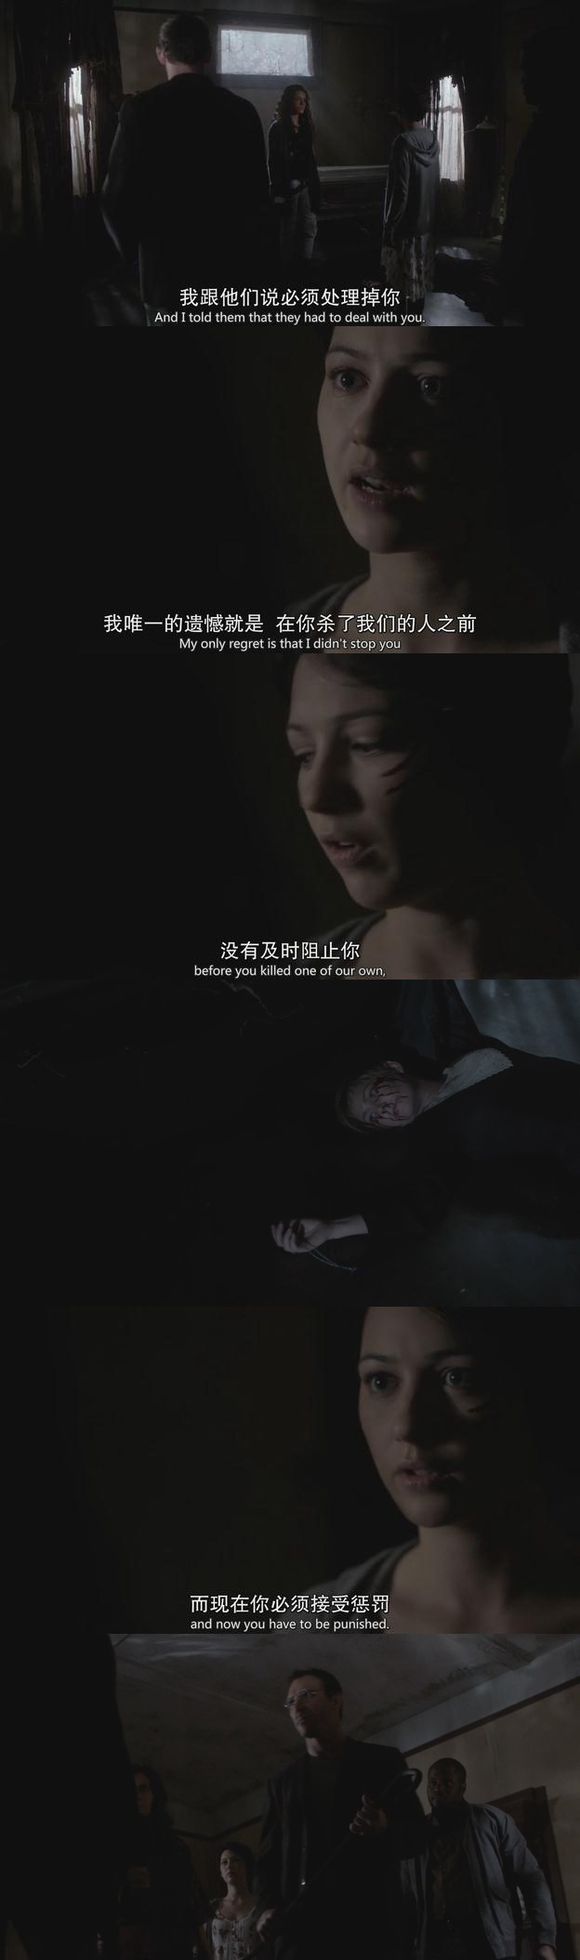 我跟他们说必须处理掉你
And I told them that they had to deal with you.
我唯一的遗憾就是 在你杀了我们的人之前
My only regret is that I didn't stop you
没有及时阻止你
before you killed one of our own,
而现在你必须接受惩罚
and now you have to be punished.